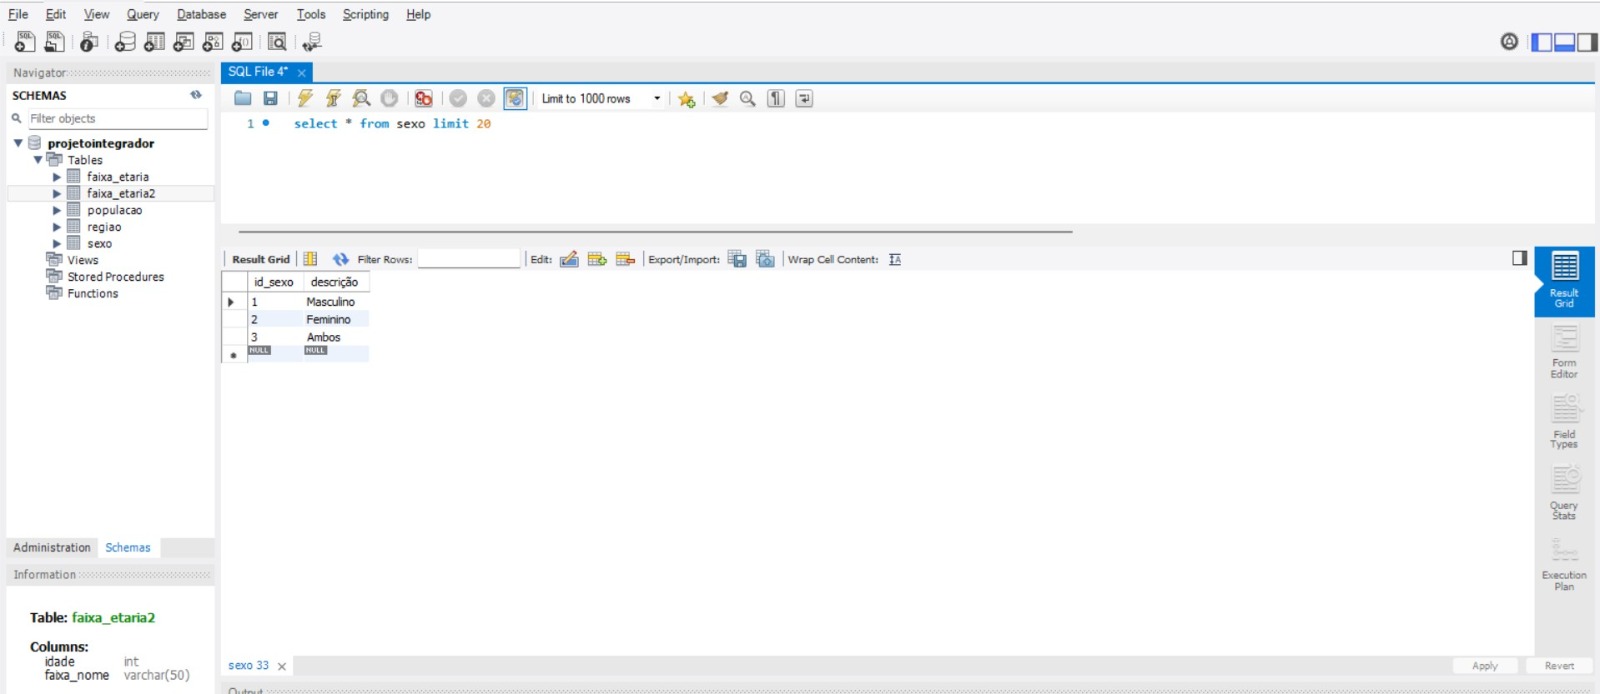 File Edit View Query Database Server Tools Scripting Help
Navigator
SCHEMAS
Filter objects
projetointegrador
Tables
faixa_etaria
faixa_etaria2
populacao
regiao
sexo
Views
Stored Procedures
Functions
Administration Schemas
Information
Table: faixa_etaria2
Columns:
idade int
faixa_nome varchar(50)
SQL File 4*
Limit to 1000 rows
1 select * from sexo limit 20
Result Grid Filter Rows: Edit: Export/Import: Wrap Cell Content:
id_sexo descrição
1 Masculino
2 Feminino
3 Ambos
NULL NULL
Result
Grid
Form
Editor
Field
Types
Query
Stats
Execution
Plan
sexo 33
Apply Revert
Output